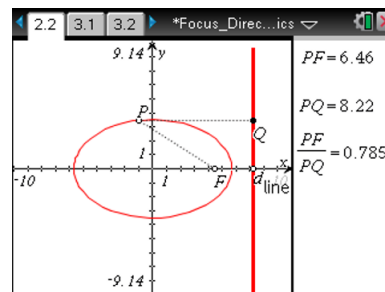 2.2 3.1 3.2 *Focus_Direc...ics
9.14 y
P
Q
1
-10 1 F d x 10
line
-9.14
PF=6.46
PQ=8.22
PF
PQ =0.785